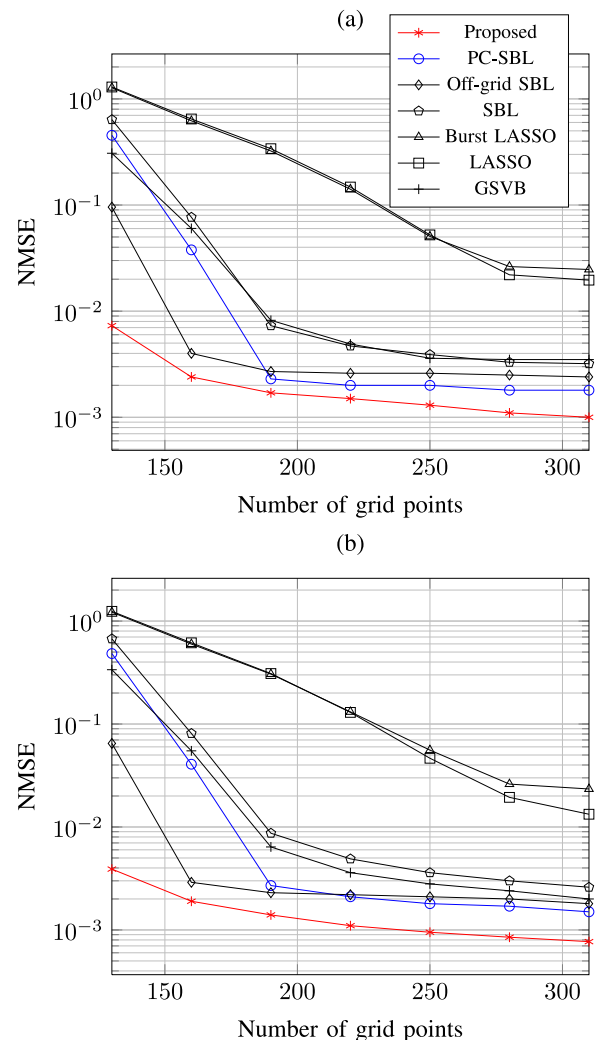 (a)
Proposed
PC-SBL
Off-grid SBL
SBL
Burst LASSO
LASSO
GSVB
NMSE
10^0
10^−1
10^−2
10^−3
150 200 250 300
Number of grid points
(b)
NMSE
10^0
10^−1
10^−2
10^−3
150 200 250 300
Number of grid points